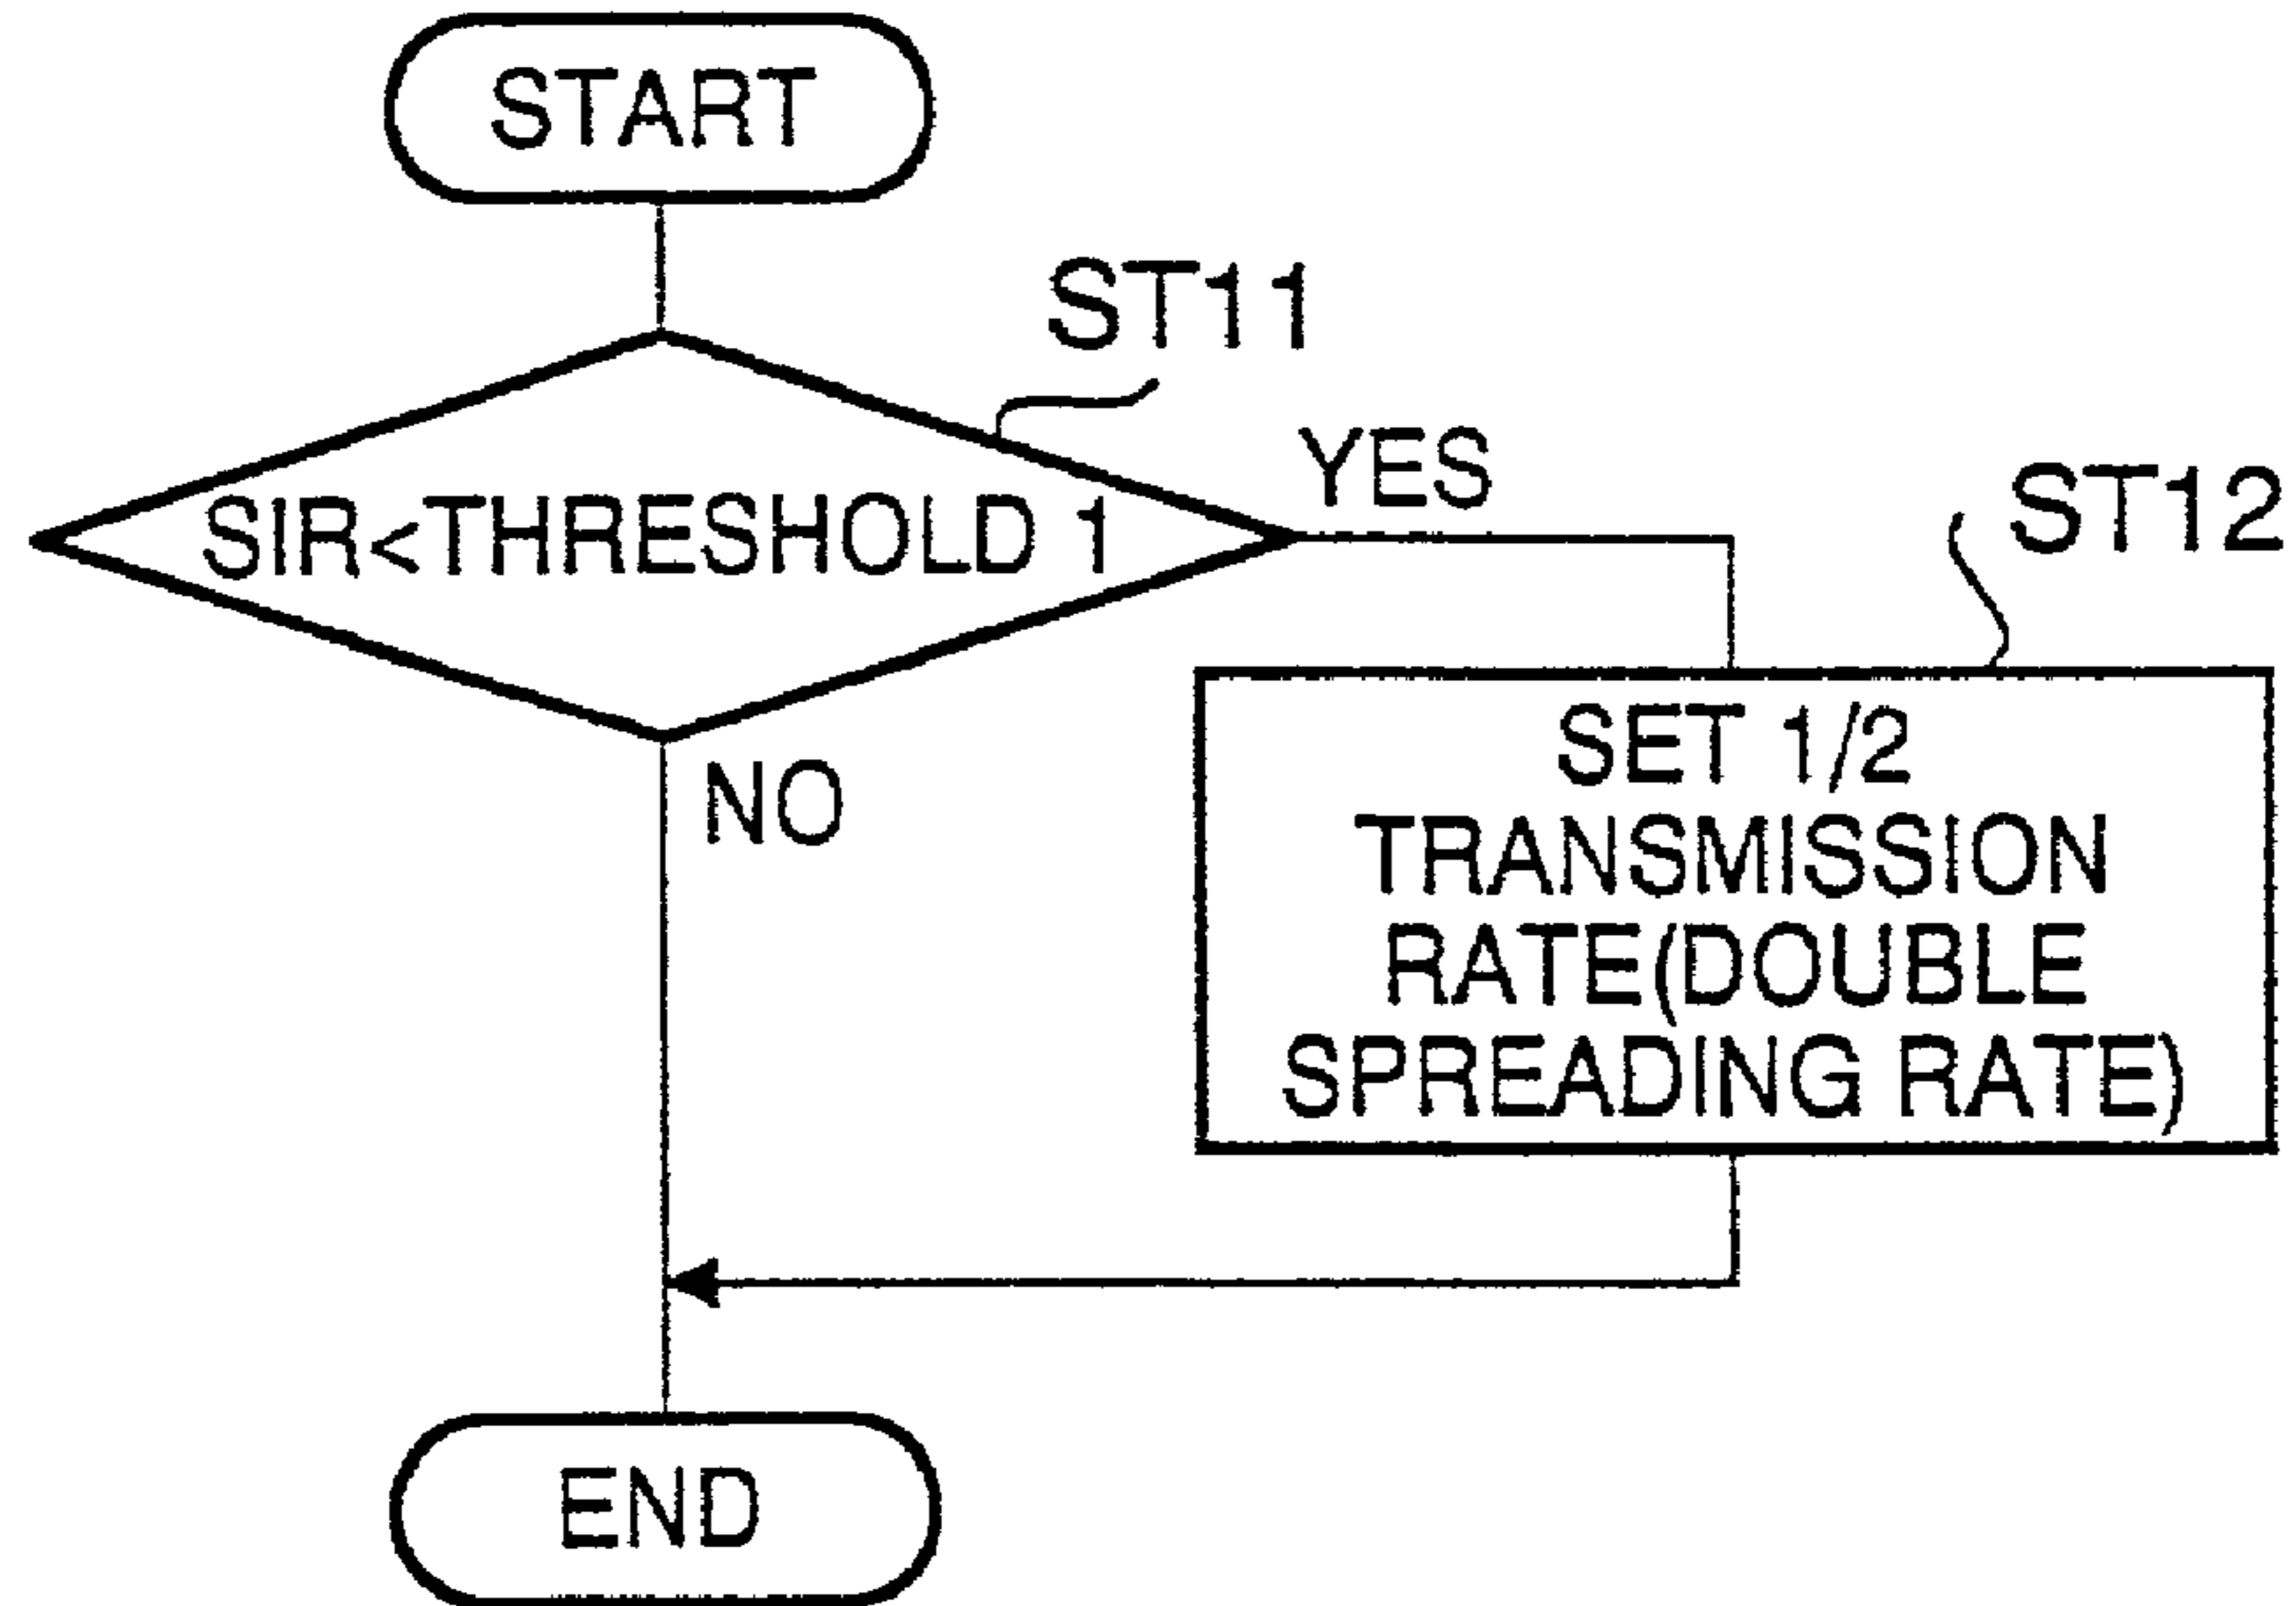 START
ST11
SIR<THRESHOLD 1
YES
ST12
NO
SET 1/2
TRANSMISSION
RATE(DOUBLE
SPREADING RATE)
END